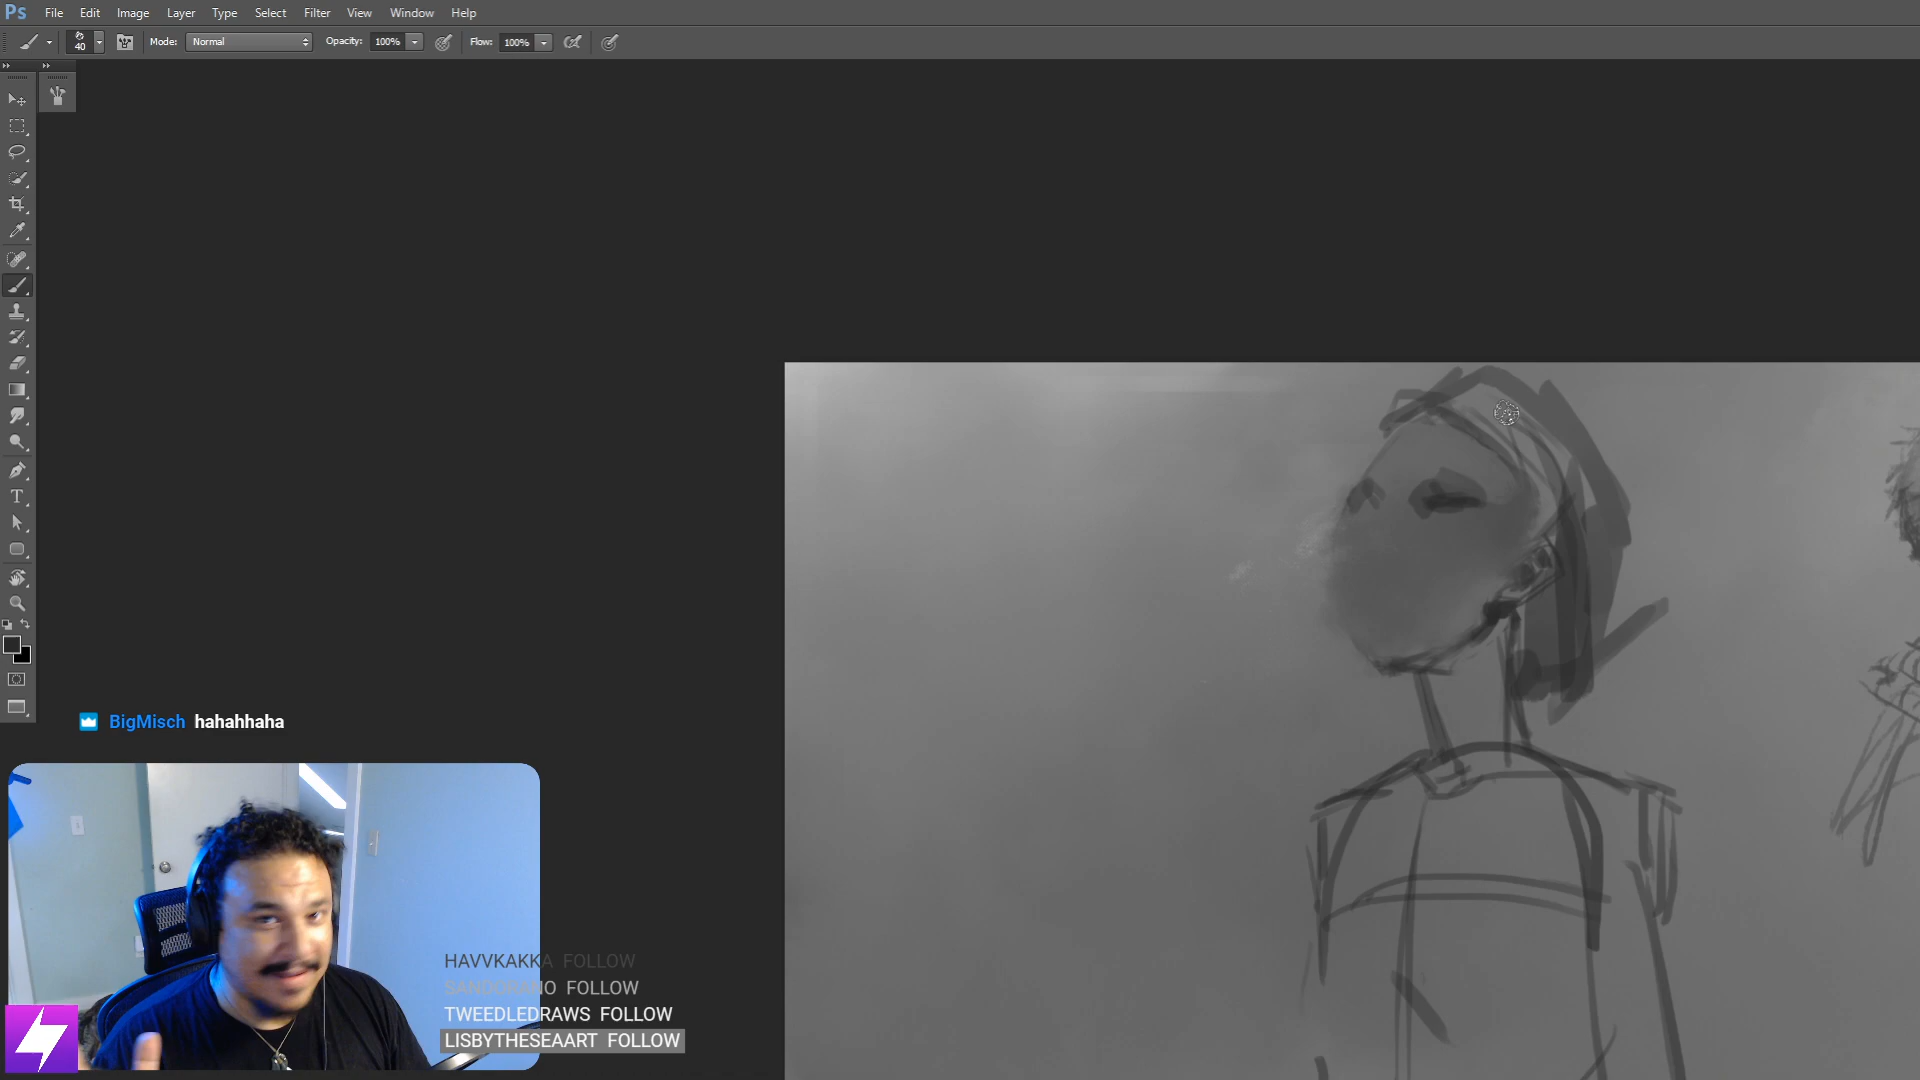 Ps File Edit Image Layer Type Select Filter View Window Help
40 Mode: Normal Opacity: 100% Flow: 100%
BigMisch hahahhaha
HAVVKAKKA FOLLOW
FOLLOW
TWEEDLEDRAWS FOLLOW
LISBYTHESEAART FOLLOW